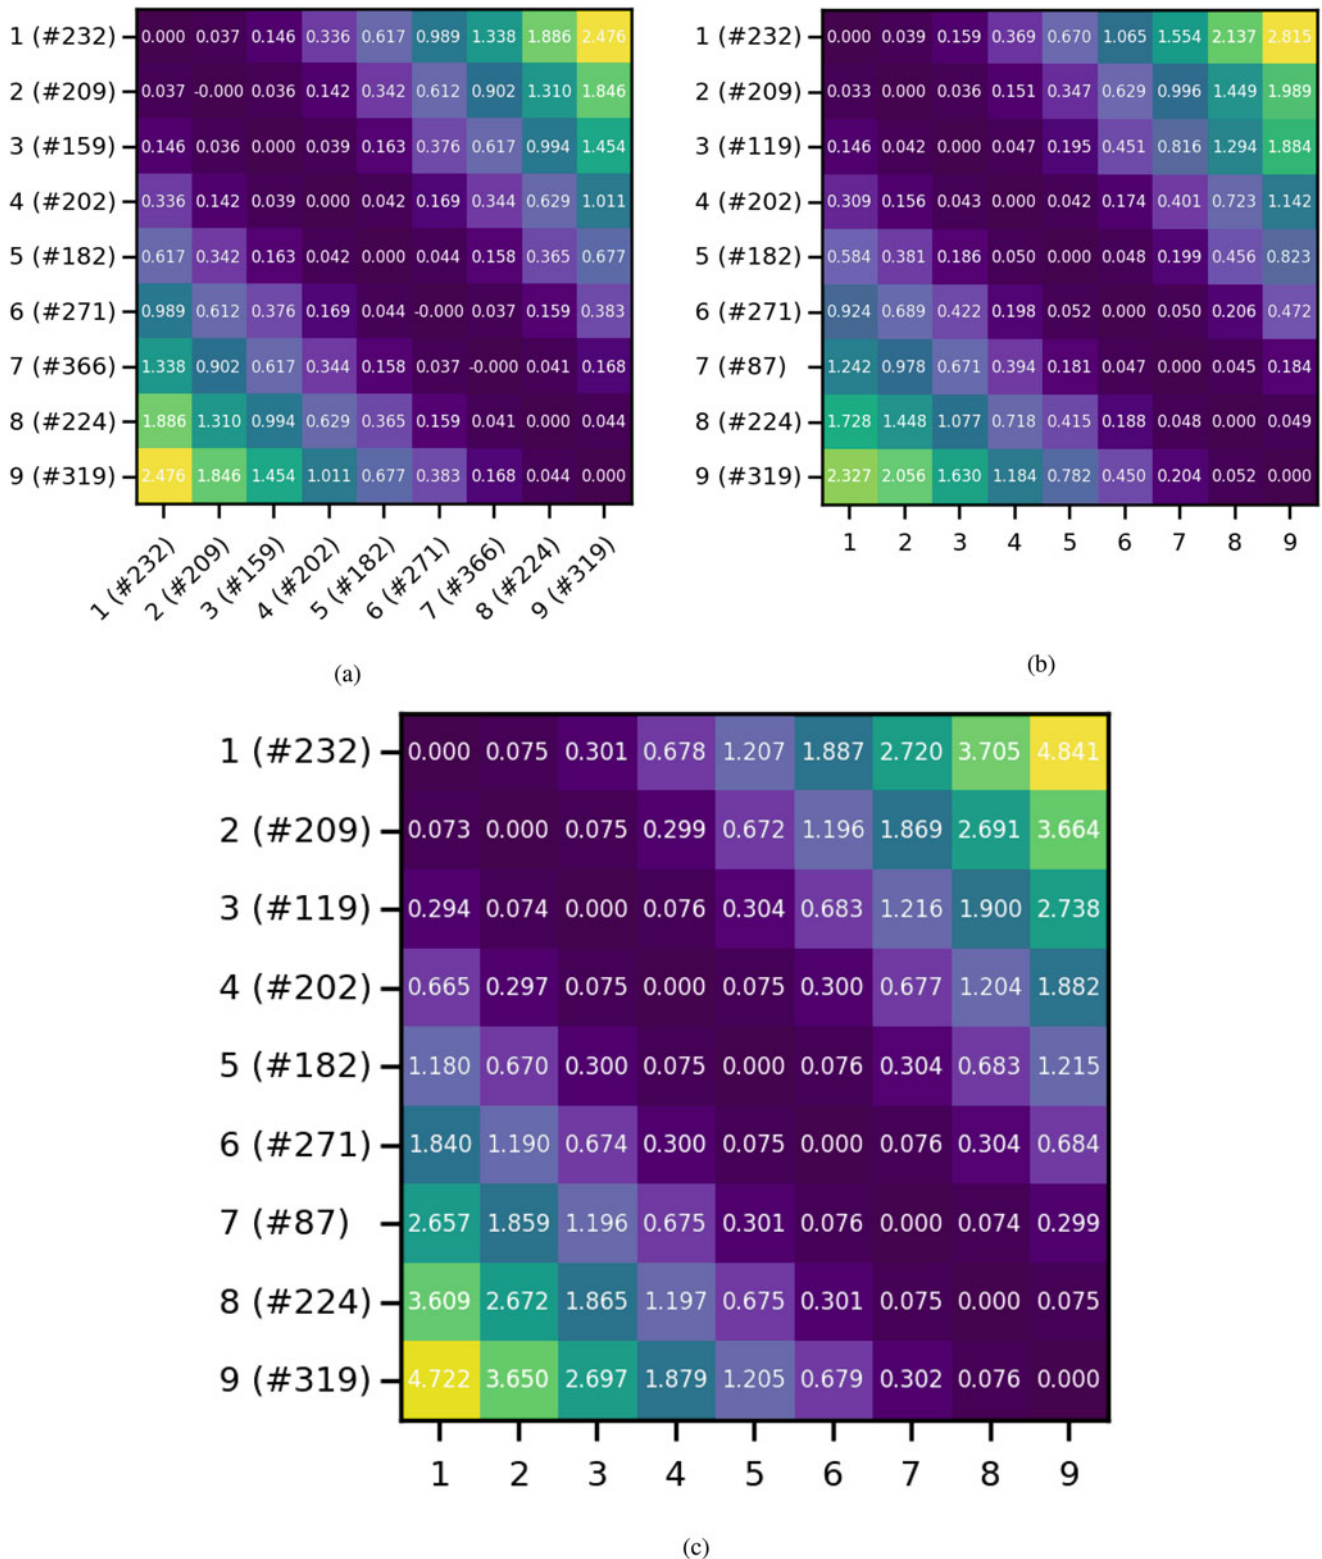 1 (#232) 0.000 0.037 0.146 0.336 0.617 0.989 1.338 1.886 2.476
2 (#209) 0.037 -0.000 0.036 0.142 0.342 0.612 0.902 1.310 1.846
3 (#159) 0.146 0.036 0.000 0.039 0.163 0.376 0.617 0.994 1.454
4 (#202) 0.336 0.142 0.039 0.000 0.042 0.169 0.344 0.629 1.011
5 (#182) 0.617 0.342 0.163 0.042 0.000 0.044 0.158 0.365 0.677
6 (#271) 0.989 0.612 0.376 0.169 0.044 -0.000 0.037 0.159 0.383
7 (#366) 1.338 0.902 0.617 0.344 0.158 0.037 -0.000 0.041 0.168
8 (#224) 1.886 1.310 0.994 0.629 0.365 0.159 0.041 0.000 0.044
9 (#319) 2.476 1.846 1.454 1.011 0.677 0.383 0.168 0.044 0.000
1 (#232) 2 (#209) 3 (#159) 4 (#202) 5 (#182) 6 (#271) 7 (#366) 8 (#224) 9 (#319)
(a)
1 (#232) 0.000 0.039 0.159 0.369 0.670 1.065 1.554 2.137 2.815
2 (#209) 0.033 0.000 0.036 0.151 0.347 0.629 0.996 1.449 1.989
3 (#119) 0.146 0.042 0.000 0.047 0.195 0.451 0.816 1.294 1.884
4 (#202) 0.309 0.156 0.043 0.000 0.042 0.174 0.401 0.723 1.142
5 (#182) 0.584 0.381 0.186 0.050 0.000 0.048 0.199 0.456 0.823
6 (#271) 0.924 0.689 0.422 0.198 0.052 0.000 0.050 0.206 0.472
7 (#87) 1.242 0.978 0.671 0.394 0.181 0.047 0.000 0.045 0.184
8 (#224) 1.728 1.448 1.077 0.718 0.415 0.188 0.048 0.000 0.049
9 (#319) 2.327 2.056 1.630 1.184 0.782 0.450 0.204 0.052 0.000
1 2 3 4 5 6 7 8 9
(b)
1 (#232) 0.000 0.075 0.301 0.678 1.207 1.887 2.720 3.705 4.841
2 (#209) 0.073 0.000 0.075 0.299 0.672 1.196 1.869 2.691 3.664
3 (#119) 0.294 0.074 0.000 0.076 0.304 0.683 1.216 1.900 2.738
4 (#202) 0.665 0.297 0.075 0.000 0.075 0.300 0.677 1.204 1.882
5 (#182) 1.180 0.670 0.300 0.075 0.000 0.076 0.304 0.683 1.215
6 (#271) 1.840 1.190 0.674 0.300 0.075 0.000 0.076 0.304 0.684
7 (#87) 2.657 1.859 1.196 0.675 0.301 0.076 0.000 0.074 0.299
8 (#224) 3.609 2.672 1.865 1.197 0.675 0.301 0.075 0.000 0.075
9 (#319) 4.722 3.650 2.697 1.879 1.205 0.679 0.302 0.076 0.000
1 2 3 4 5 6 7 8 9
(c)